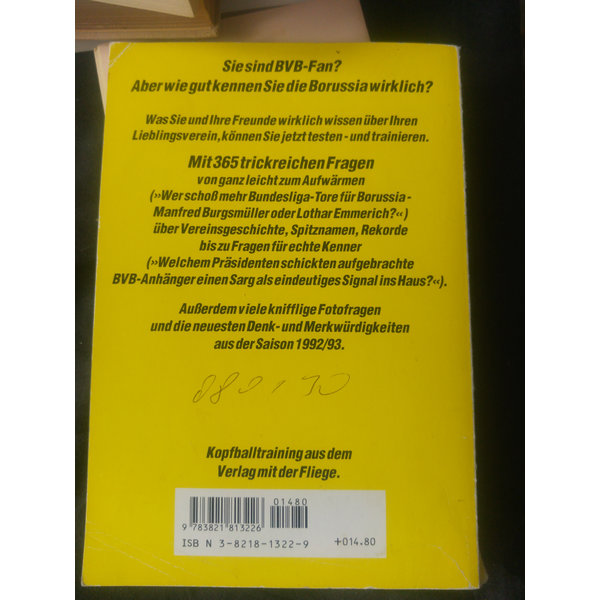 Sie sind BVB-Fan?
Aber wie gut kennen Sie die Borussia wirklich?
Was Sie und Ihre Freunde wirklich wissen über Ihren
Lieblingsverein, können Sie jetzt testen - und trainieren.
Mit 365 trickreichen Fragen
von ganz leicht zum Aufwärmen
(»Wer schoß mehr Bundesliga-Tore für Borussia -
Manfred Burgsmüller oder Lothar Emmerich?«)
über Vereinsgeschichte, Spitznamen, Rekorde
bis zu Fragen für echte Kenner
(»Welchem Präsidenten schickten aufgebrachte
BVB-Anhänger einen Sarg als eindeutiges Signal ins Haus?«).
Außerdem viele knifflige Fotofragen
und die neuesten Denk- und Merkwürdigkeiten
aus der Saison 1992/93.
Kopfballtraining aus dem
Verlag mit der Fliege.
01480
9 783821 813226
ISBN 3-8218-1322-9
+014.80